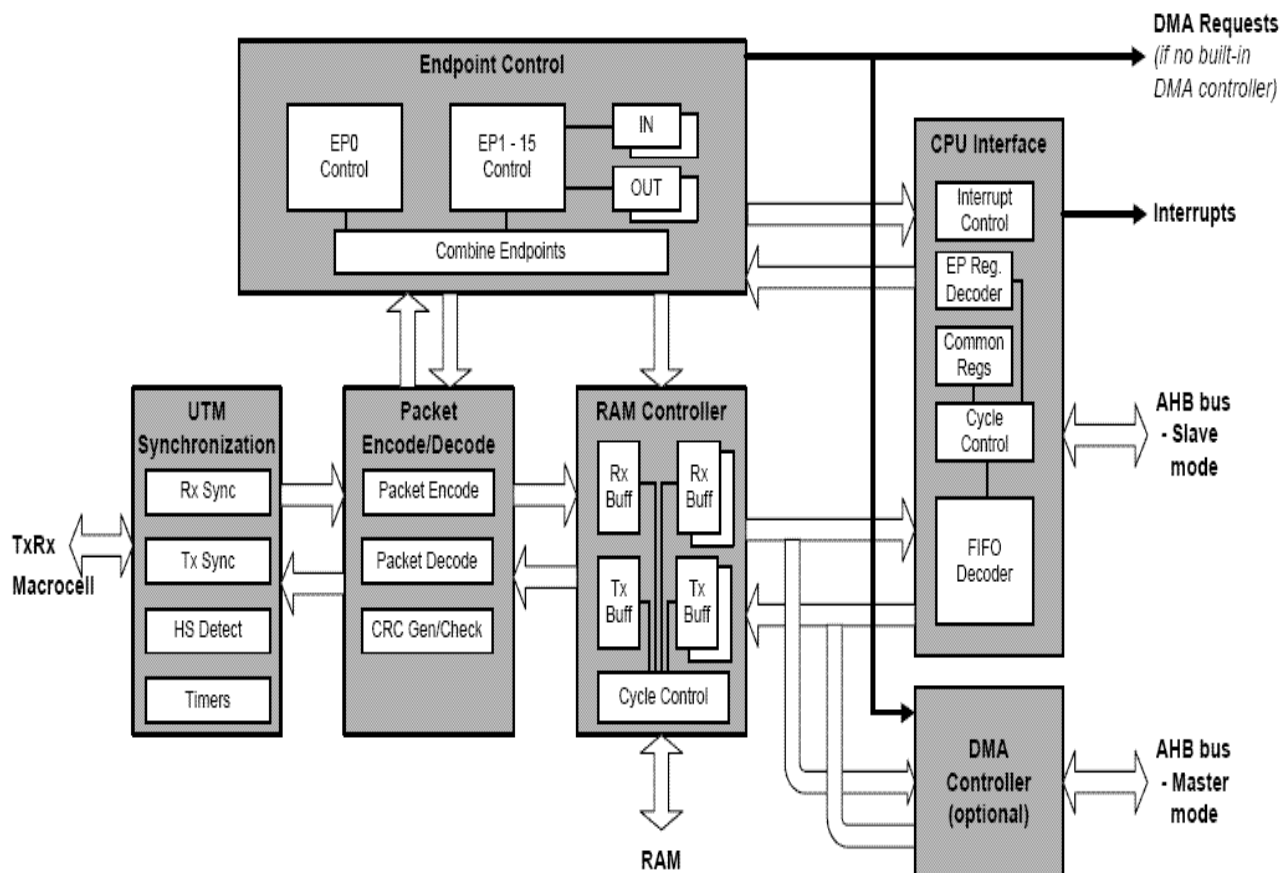 DMA Requests
(if no built-in
DMA controller)
Endpoint Control
EP0
Control
EP1 - 15
Control
IN
OUT
Combine Endpoints
CPU Interface
Interrupt
Control
EP Reg.
Decoder
Common
Regs
Cycle
Control
FIFO
Decoder
Interrupts
AHB bus
- Slave
mode
UTM
Synchronization
Rx Sync
Tx Sync
HS Detect
Timers
TxRx
Macrocell
Packet
Encode/Decode
Packet Encode
Packet Decode
CRC Gen/Check
RAM Controller
Rx
Buff
Rx
Buff
Tx
Buff
Tx
Buff
Cycle Control
RAM
DMA
Controller
(optional)
AHB bus
- Master
mode